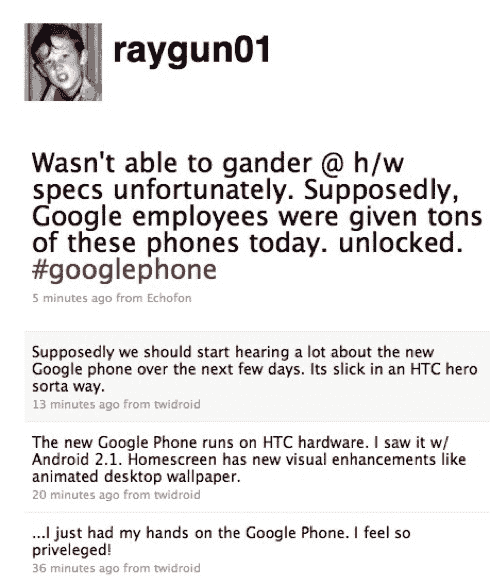 raygun01
Wasn't able to gander @ h/w
specs unfortunately. Supposedly,
Google employees were given tons
of these phones today. unlocked.
#googlephone
5 minutes ago from Echofon
Supposedly we should start hearing a lot about the new
Google phone over the next few days. Its slick in an HTC hero
sorta way.
13 minutes ago from twidroid
The new Google Phone runs on HTC hardware. I saw it w/
Android 2.1. Homescreen has new visual enhancements like
animated desktop wallpaper.
20 minutes ago from twidroid
...I just had my hands on the Google Phone. I feel so
priveleged!
36 minutes ago from twidroid